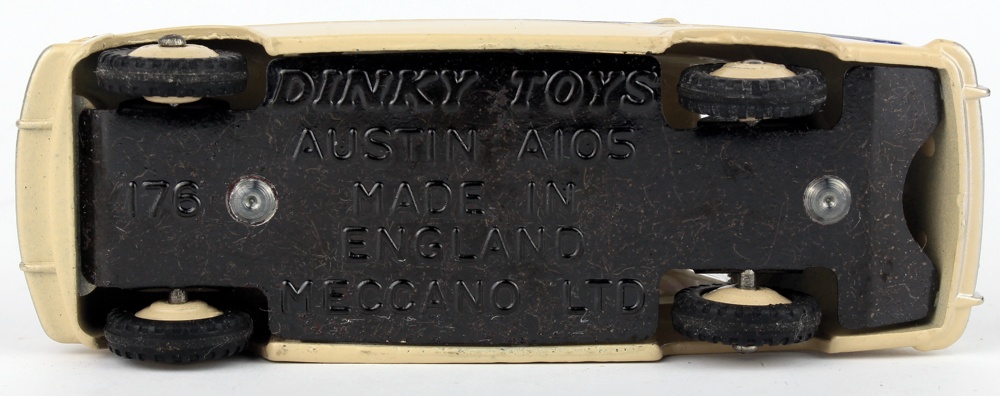 DINKY TOYS
AUSTIN A105
176
MADE IN
ENGLAND
MECCANO LTD